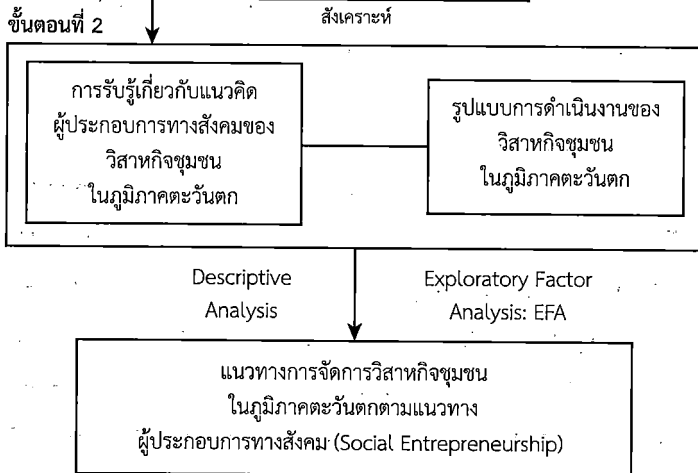 สังเคราะห์
ขั้นตอนที่ 2
การรับรู้เกี่ยวกับแนวคิด
ผู้ประกอบการทางสังคมของ
วิสาหกิจชุมชน
ในภูมิภาคตะวันตก
รูปแบบการดำเนินงานของ
วิสาหกิจชุมชน
ในภูมิภาคตะวันตก
Descriptive
Analysis
Exploratory Factor
Analysis: EFA
แนวทางการจัดการวิสาหกิจชุมชน
ในภูมิภาคตะวันตกตามแนวทาง
ผู้ประกอบการทางสังคม (Social Entrepreneurship)